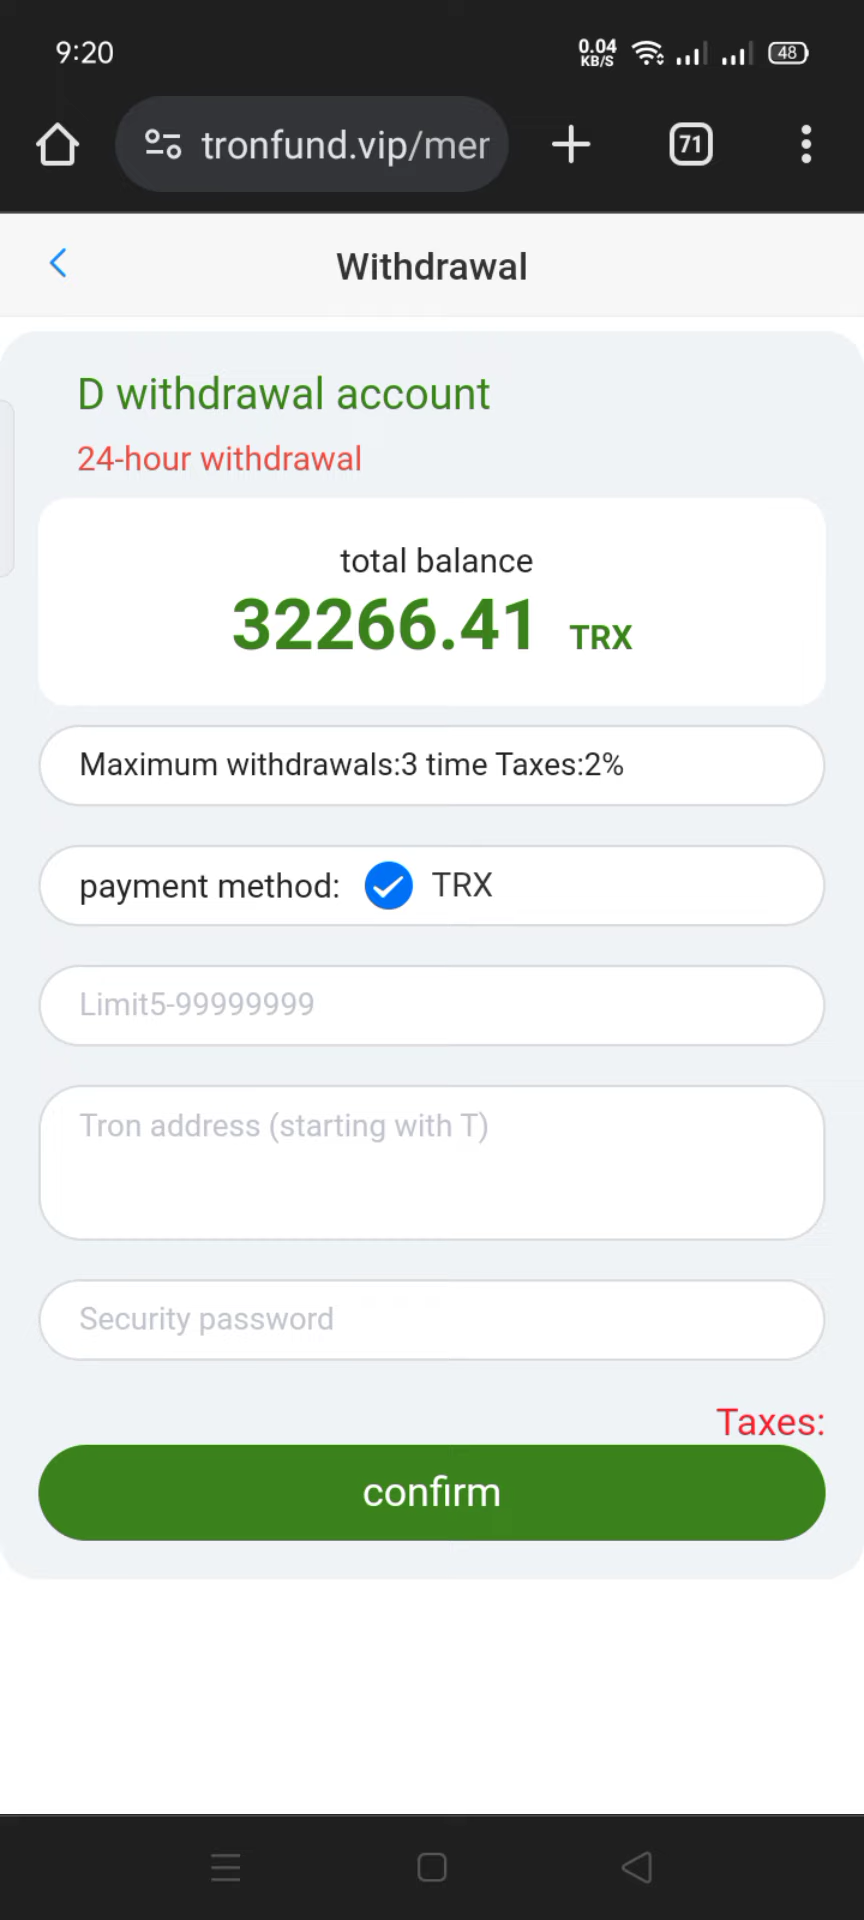 9:20
0.04
KB/S
48
tronfund.vip/mer
71
Withdrawal
D withdrawal account
24-hour withdrawal
total balance
32266.41 TRX
Maximum withdrawals:3 time Taxes:2%
payment method: TRX
Limit5-99999999
Tron address (starting with T)
Security password
Taxes:
confirm